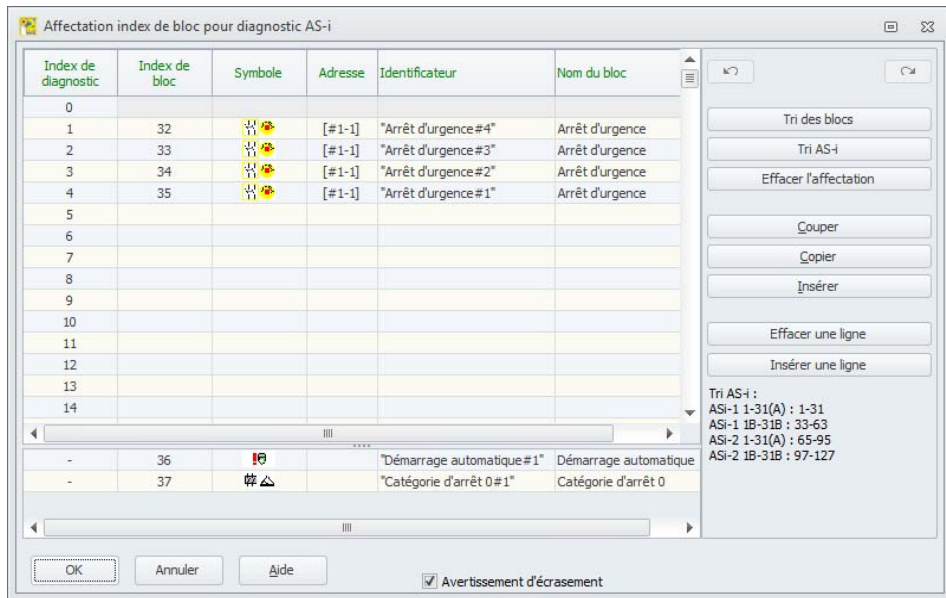 Affectation index de bloc pour diagnostic AS-i
Index de diagnostic Index de bloc Symbole Adresse Identificateur Nom du bloc
0
1 32 [#1-1] "Arrêt d'urgence#4" Arrêt d'urgence
2 33 [#1-1] "Arrêt d'urgence#3" Arrêt d'urgence
3 34 [#1-1] "Arrêt d'urgence#2" Arrêt d'urgence
4 35 [#1-1] "Arrêt d'urgence#1" Arrêt d'urgence
5
6
7
8
9
10
11
12
13
14
- 36 "Démarrage automatique#1" Démarrage automatique
- 37 "Catégorie d'arrêt 0#1" Catégorie d'arrêt 0
Tri des blocs
Tri AS-i
Effacer l'affectation
Couper
Copier
Insérer
Effacer une ligne
Insérer une ligne
Tri AS-i :
ASi-1 1-31(A) : 1-31
ASi-1 1B-31B : 33-63
ASi-2 1-31(A) : 65-95
ASi-2 1B-31B : 97-127
OK Annuler Aide Avertissement d'écrasement